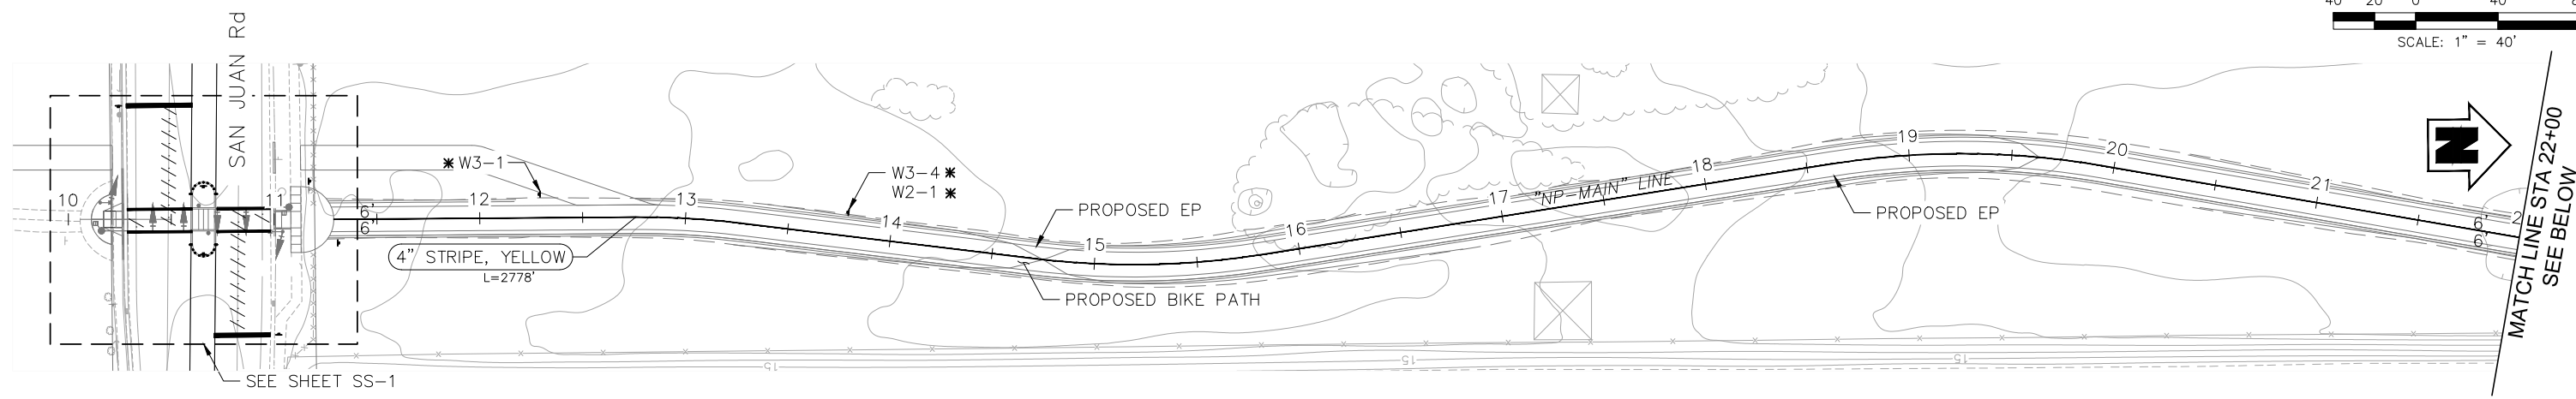 40 20 0 40
SCALE: 1" = 40'
SAN JUAN Rd
N
✱ W3-1
W3-4 ✱
W2-1 ✱
10
11
12
13
14
15
16
17
18
19
20
21
"NP-MAIN" LINE
6'
6'
6'
6'
PROPOSED EP
PROPOSED EP
4" STRIPE, YELLOW
L=2778'
PROPOSED BIKE PATH
MATCH LINE STA 22+00
SEE BELOW
SEE SHEET SS-1
15
15
15